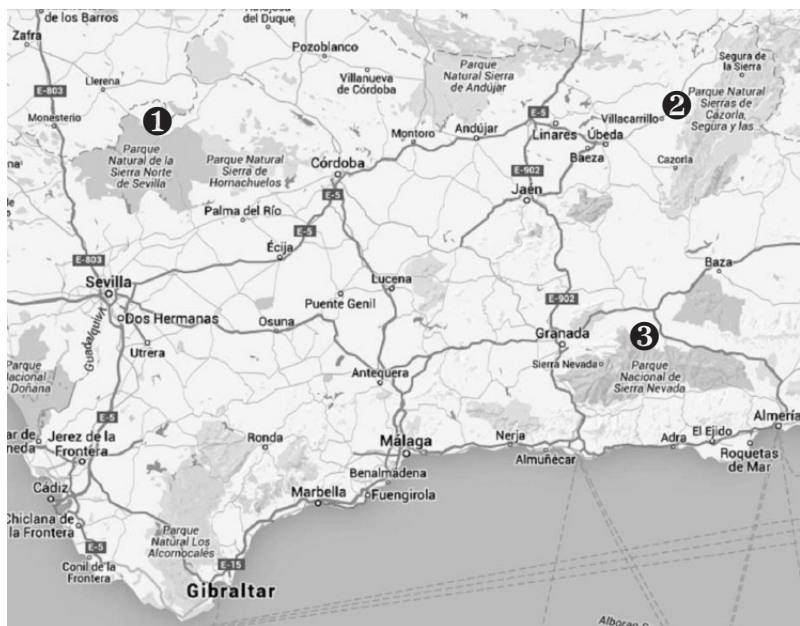 de los Barros
del Duque
Zafra
Pozoblanco
Parque
Natural Sierra
de Andújar
Segura de
la Sierra
Llerena
Villanueva
de Córdoba
E-803
Parque Natural
Sierras de
Cazorla,
Segura y las
❶
❷
Monesterio
E-5
Villacarrillo
Montoro
Andújar
Linares
Úbeda
Baeza
Parque
Natural de la
Sierra Norte
de Sevilla
Parque Natural
Sierra de
Hornachuelos
Córdoba
E-902
Cazorla
Jaén
E-5
Palma del Río
E-5
Écija
E-803
Baza
Sevilla
Lucena
Puente Genil
E-902
Dos Hermanas
Osuna
Guadalquivir
Utrera
Granada
❸
Sierra Nevada
Parque
Nacional de
Sierra Nevada
Parque
Nacional
Doñana
Antequera
E-5
Almería
Jerez de la
Frontera
Ronda
Málaga
Nerja
Almuñécar
Adra
El Ejido
Roquetas
de Mar
Benalmádena
Cádiz
Marbella
Fuengirola
Chiclana de
la Frontera
Parque
Natural Los
Alcornocales
E-5
Conil de la
Frontera
E-15
Gibraltar